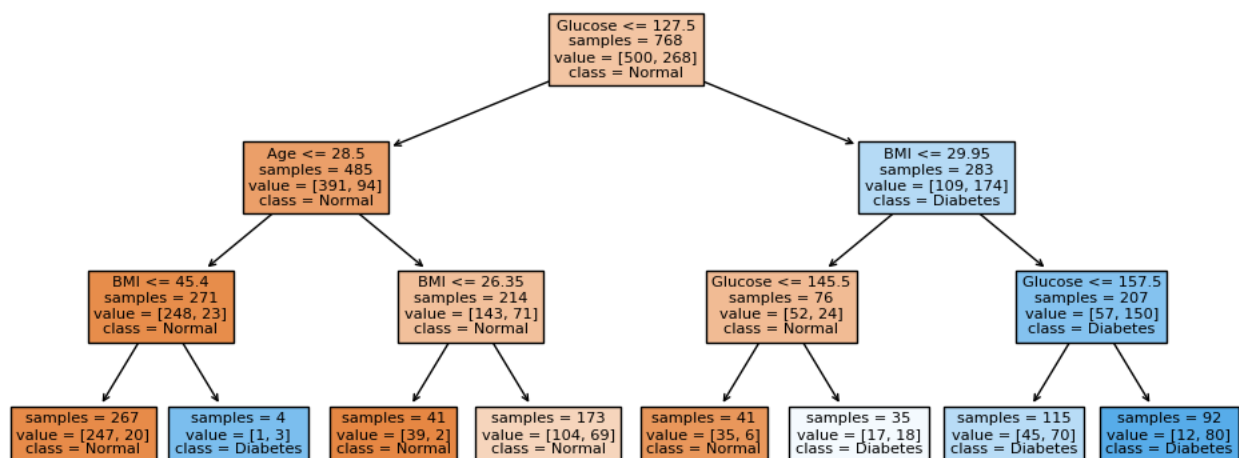 Glucose <= 127.5
samples = 768
value = [500, 268]
class = Normal
Age <= 28.5
samples = 485
value = [391, 94]
class = Normal
BMI <= 29.95
samples = 283
value = [109, 174]
class = Diabetes
BMI <= 45.4
samples = 271
value = [248, 23]
class = Normal
BMI <= 26.35
samples = 214
value = [143, 71]
class = Normal
Glucose <= 145.5
samples = 76
value = [52, 24]
class = Normal
Glucose <= 157.5
samples = 207
value = [57, 150]
class = Diabetes
samples = 267
value = [247, 20]
class = Normal
samples = 4
value = [1, 3]
class = Diabetes
samples = 41
value = [39, 2]
class = Normal
samples = 173
value = [104, 69]
class = Normal
samples = 41
value = [35, 6]
class = Normal
samples = 35
value = [17, 18]
class = Diabetes
samples = 115
value = [45, 70]
class = Diabetes
samples = 92
value = [12, 80]
class = Diabetes